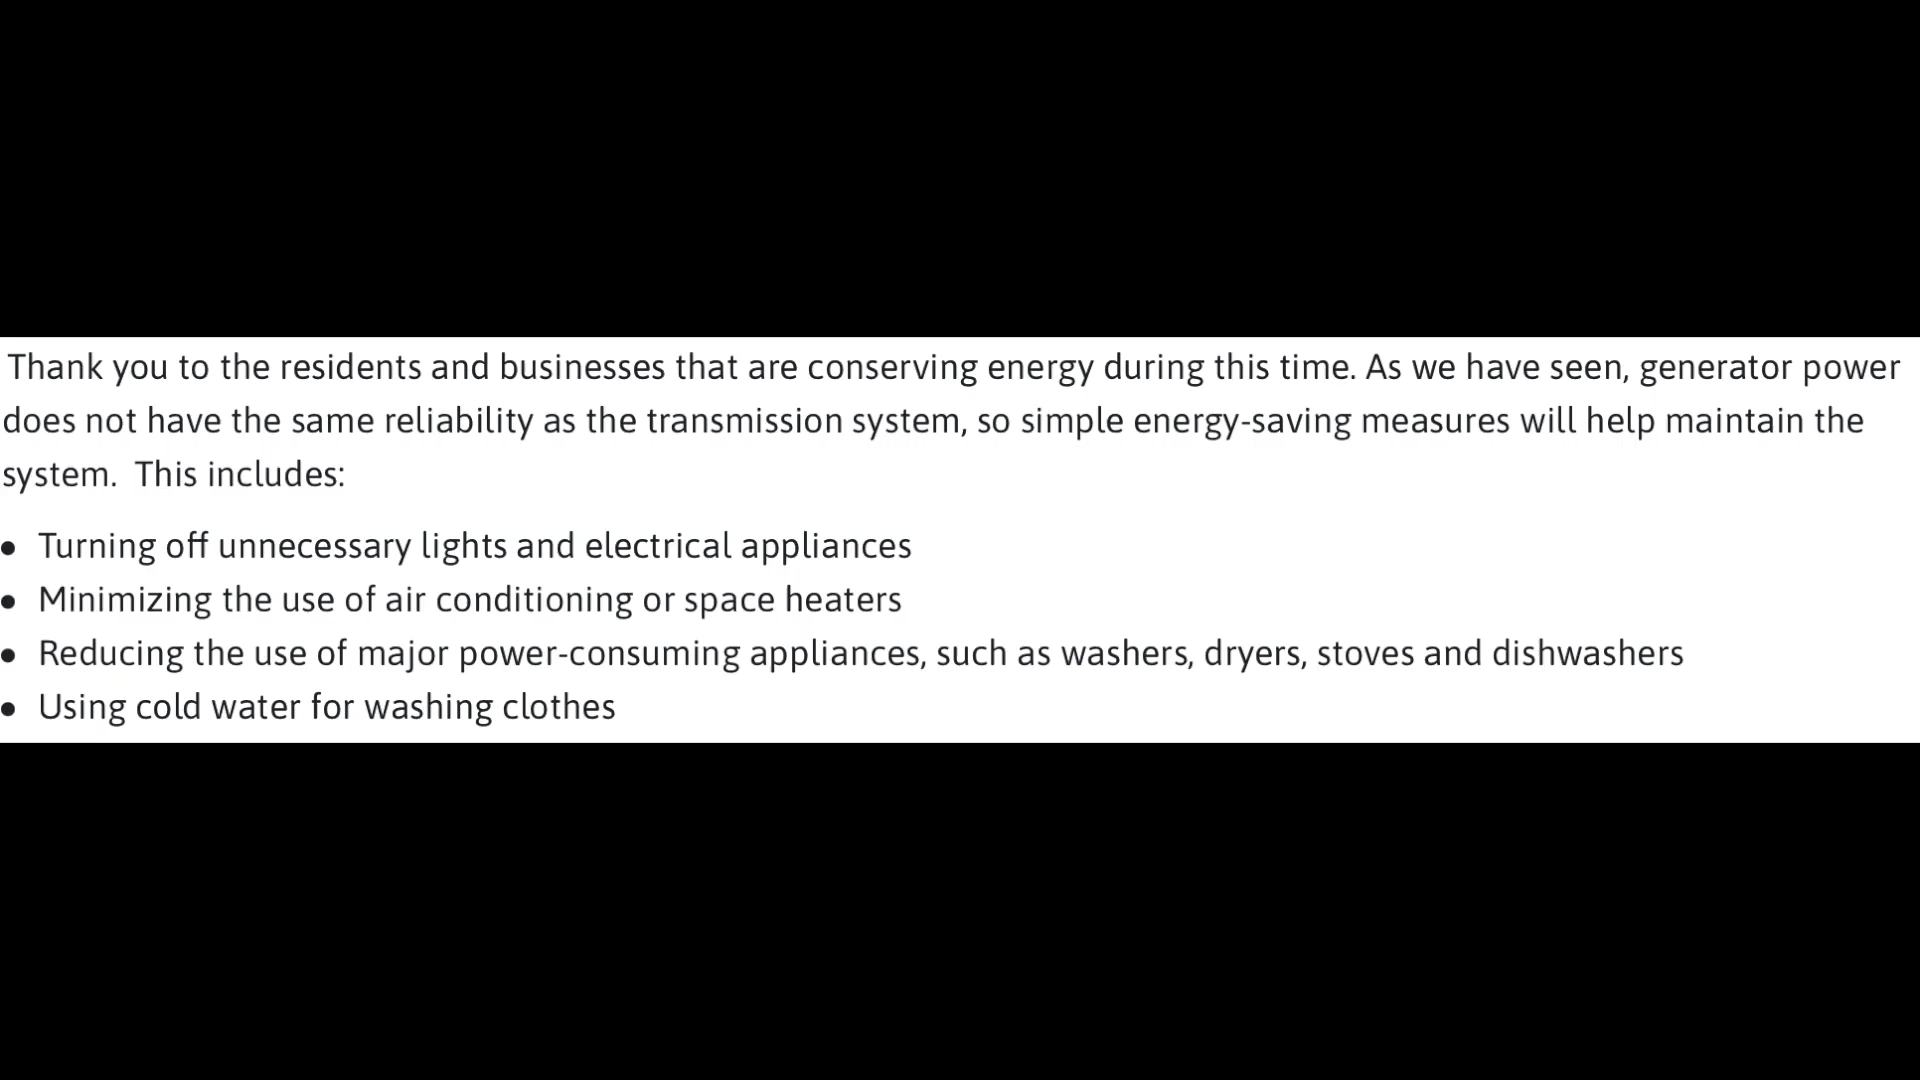 Thank you to the residents and businesses that are conserving energy during this time. As we have seen, generator power
does not have the same reliability as the transmission system, so simple energy-saving measures will help maintain the
system.  This includes:
• Turning off unnecessary lights and electrical appliances
• Minimizing the use of air conditioning or space heaters
• Reducing the use of major power-consuming appliances, such as washers, dryers, stoves and dishwashers
• Using cold water for washing clothes